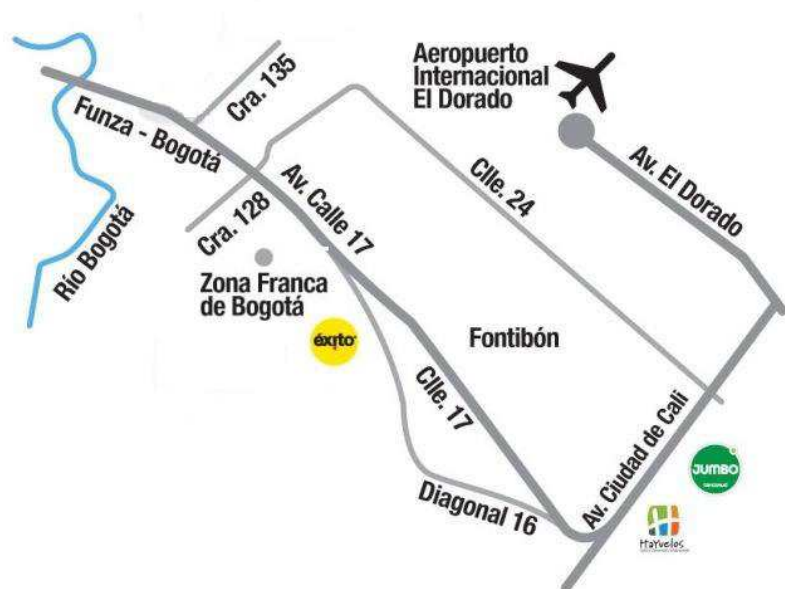 Aeropuerto
Internacional
El Dorado
Cra. 135
Funza - Bogotá
Av. El Dorado
Clle. 24
Av. Calle 17
Cra. 128
Río Bogotá
Zona Franca
de Bogotá
éxito
Fontibón
Clle. 17
Av. Ciudad de Cali
JUMBO
Diagonal 16
Hayuelos